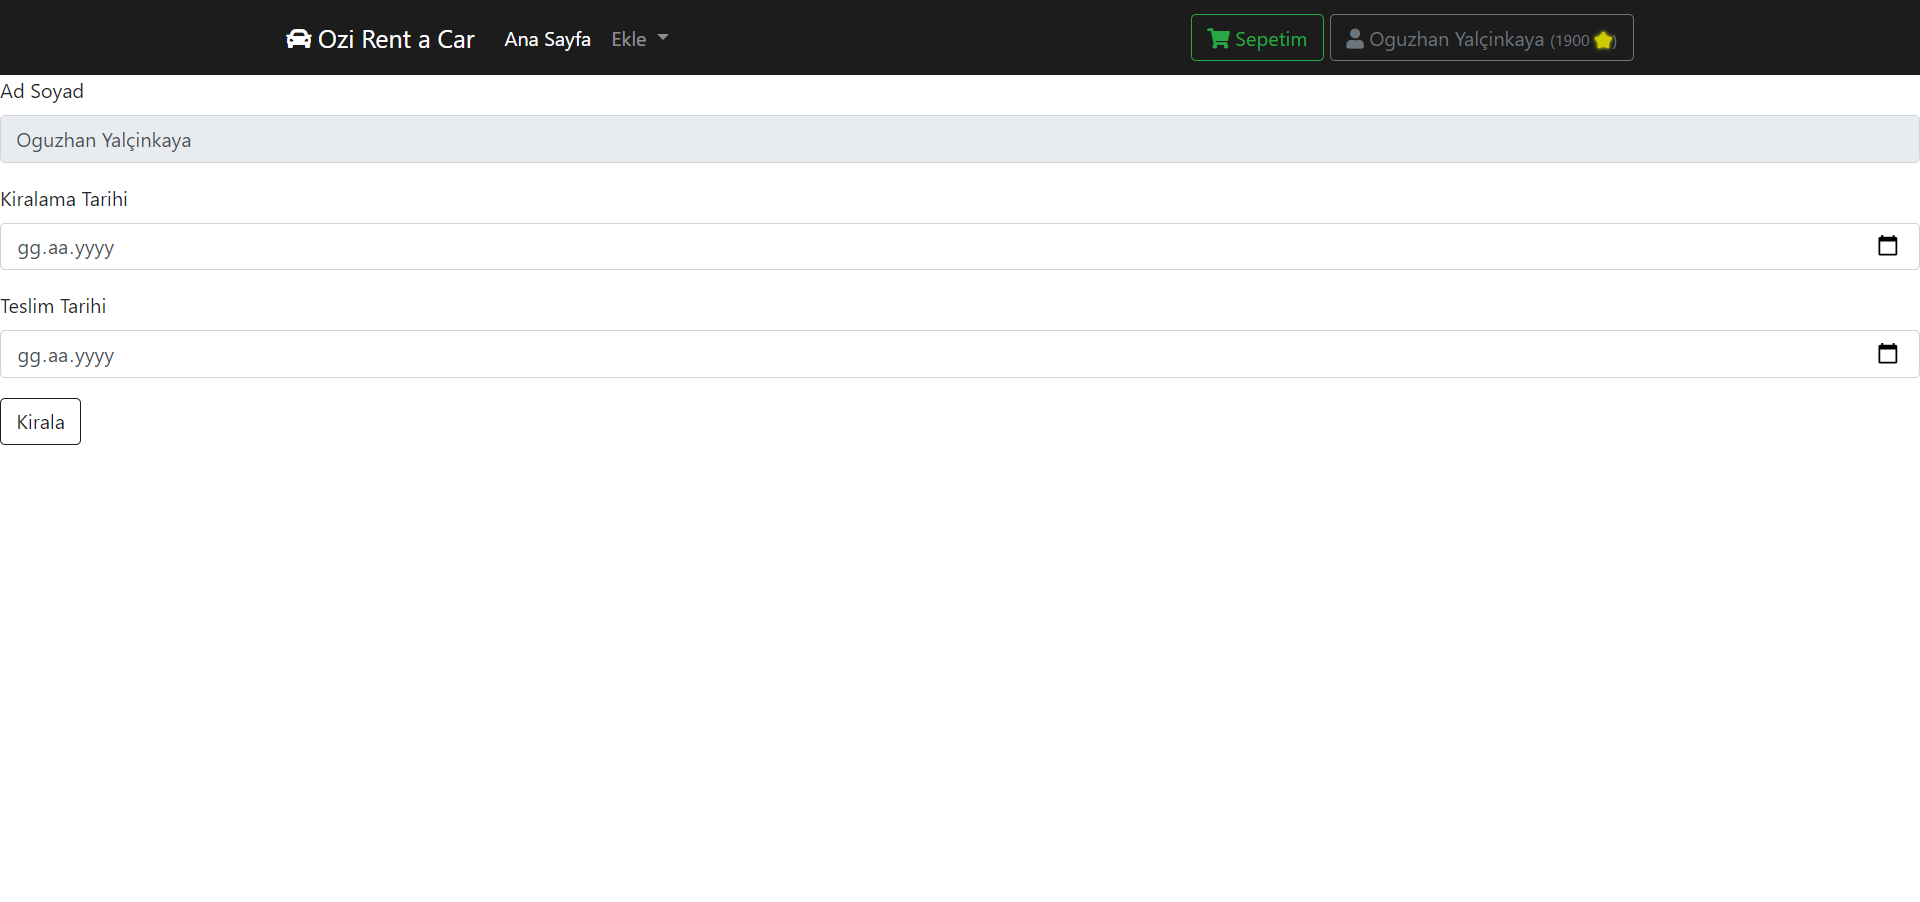 Ozi Rent a Car Ana Sayfa Ekle Sepetim Oguzhan Yalçinkaya (1900 )
Ad Soyad
Oguzhan Yalçinkaya
Kiralama Tarihi
gg.aa.yyyy
Teslim Tarihi
gg.aa.yyyy
Kirala